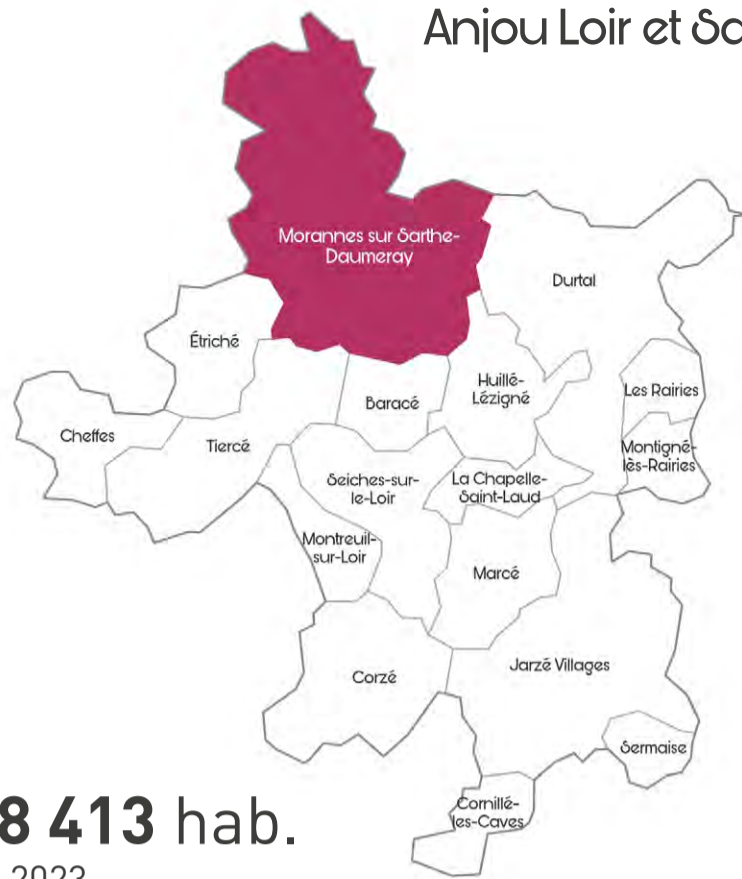 Anjou Loir et Sa
Morannes sur Sarthe-
Daumeray
Durtal
Étriché
Huillé-
Lézigné
Les Rairies
Baracé
Cheffes
Tiercé
Montigné-
lès-Rairies
Seiches-sur-
le-Loir
La Chapelle-
Saint-Laud
Montreuil-
sur-Loir
Marcé
Jarzé Villages
Corzé
Sermaise
Cornillé-
les-Caves
8 413 hab.
2023